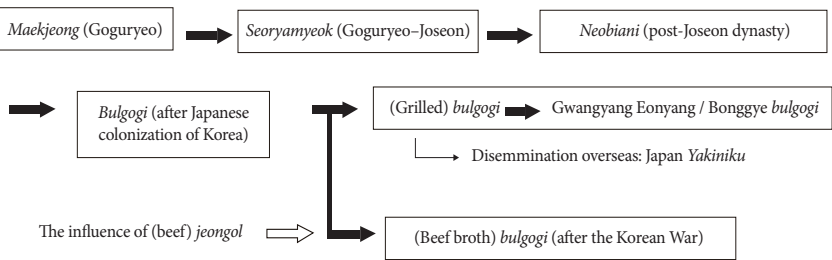 Maekjeong (Goguryeo)
Seoryamyeok (Goguryeo–Joseon)
Neobiani (post-Joseon dynasty)
Bulgogi (after Japanese
colonization of Korea)
(Grilled) bulgogi
Gwangyang Eonyang / Bonggye bulgogi
Disemmination overseas: Japan Yakiniku
The influence of (beef) jeongol
(Beef broth) bulgogi (after the Korean War)